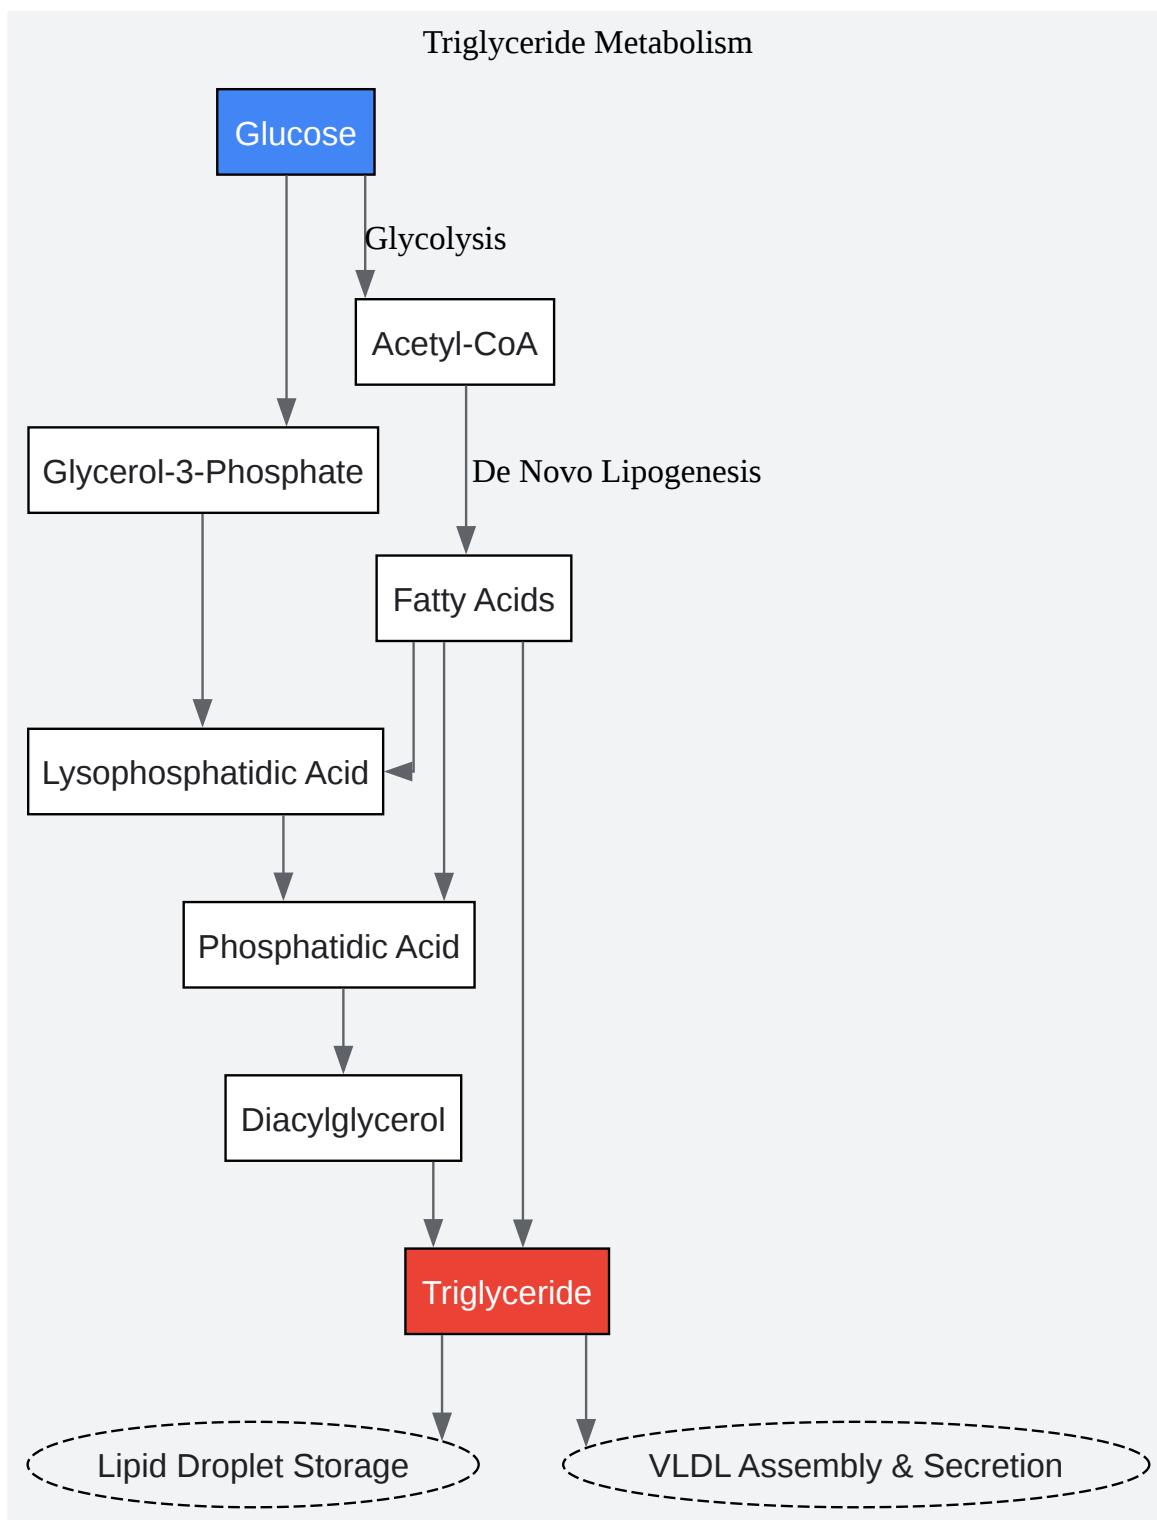 Triglyceride Metabolism
Glucose
Glycolysis
Acetyl-CoA
Glycerol-3-Phosphate
De Novo Lipogenesis
Fatty Acids
Lysophosphatidic Acid
Phosphatidic Acid
Diacylglycerol
Triglyceride
Lipid Droplet Storage
VLDL Assembly & Secretion